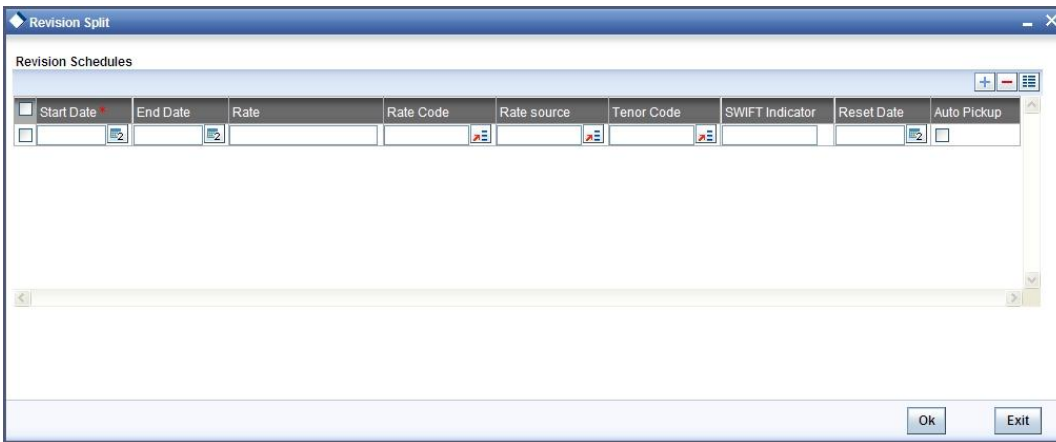 Revision Split
Revision Schedules
Start Date * End Date Rate Rate Code Rate source Tenor Code SWIFT Indicator Reset Date Auto Pickup
Ok Exit